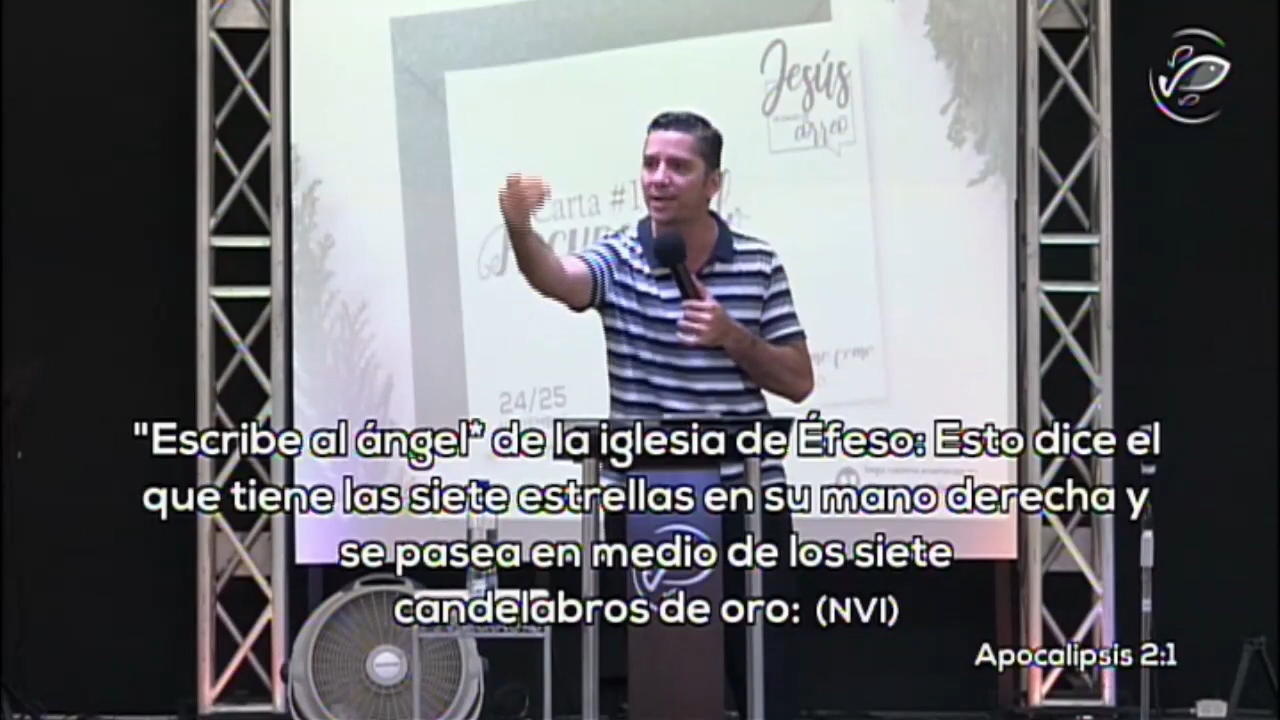 Jesús
Carta #1
24/25
"Escribe al ángel* de la iglesia de Éfeso: Esto dice el
que tiene las siete estrellas en su mano derecha y
se pasea en medio de los siete
candelabros de oro: (NVI)
Apocalipsis 2:1